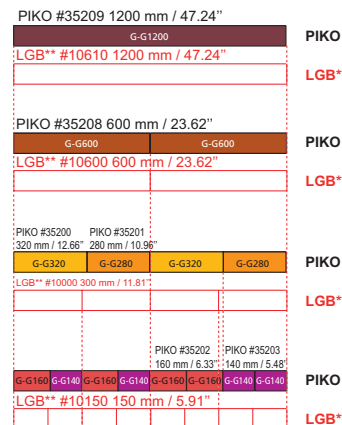 PIKO #35209 1200 mm / 47.24”
G-G1200 PIKO
LGB** #10610 1200 mm / 47.24”
LGB*
PIKO #35208 600 mm / 23.62”
G-G600 G-G600 PIKO
LGB** #10600 600 mm / 23.62”
LGB*
PIKO #35200 PIKO #35201
320 mm / 12.66” 280 mm / 10.96”
G-G320 G-G280 G-G320 G-G280 PIKO
LGB** #10000 300 mm / 11.81”
LGB*
PIKO #35202 PIKO #35203
160 mm / 6.33” 140 mm / 5.48”
G-G160 G-G140 G-G160 G-G140 G-G160 G-G160 G-G140 G-G140 PIKO
LGB** #10150 150 mm / 5.91”
LGB*